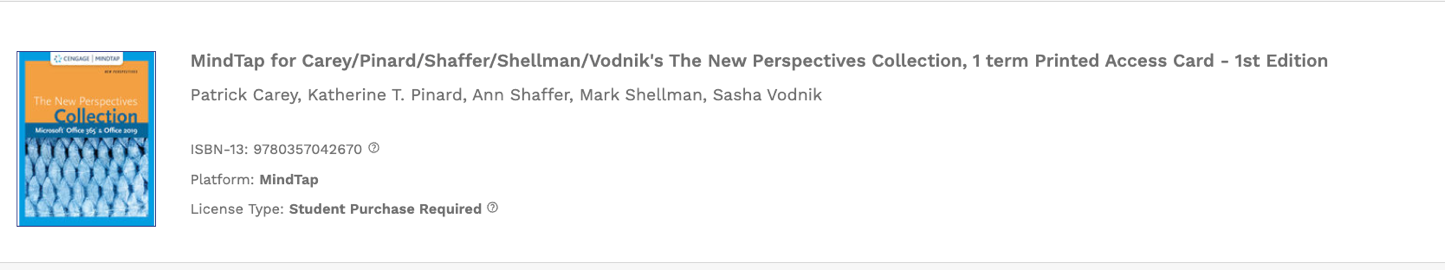 CENGAGE | MINDTAP
NEW PERSPECTIVES
The New Perspectives
Collection
Microsoft® Office 365® & Office 2019
MindTap for Carey/Pinard/Shaffer/Shellman/Vodnik's The New Perspectives Collection, 1 term Printed Access Card - 1st Edition
Patrick Carey, Katherine T. Pinard, Ann Shaffer, Mark Shellman, Sasha Vodnik
ISBN-13: 9780357042670 ?
Platform: MindTap
License Type: Student Purchase Required ?